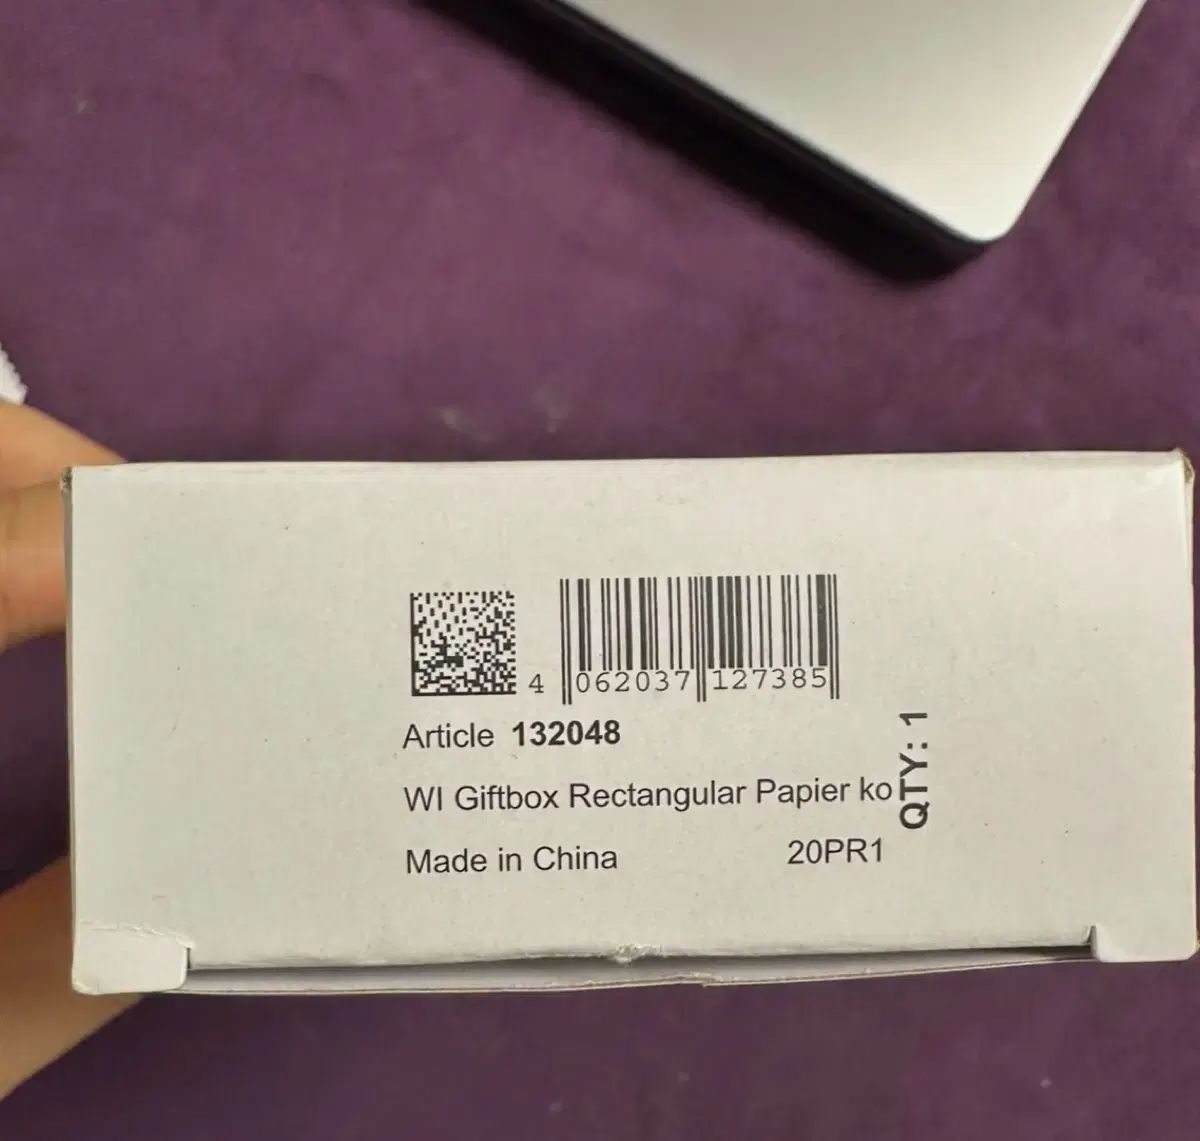 4 062037 127385
Article 132048
WI Giftbox Rectangular Papier ko
QTY: 1
Made in China 20PR1